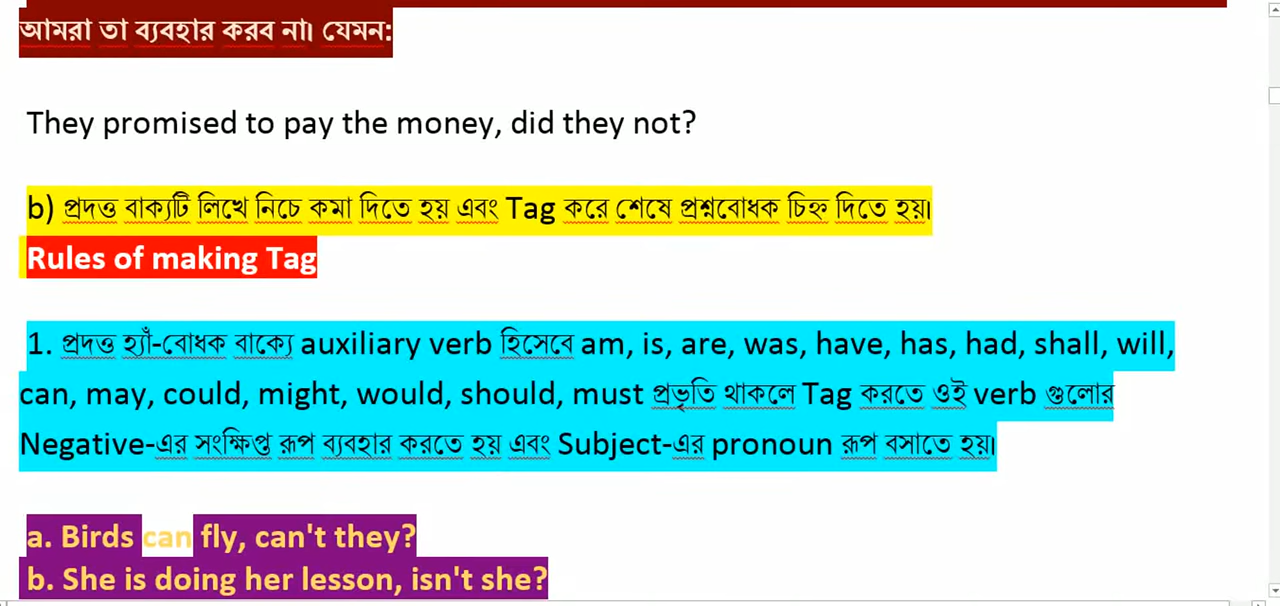 আমরা তা ব্যবহার করব না। যেমন:
They promised to pay the money, did they not?
b) প্রদত্ত বাক্যটি লিখে নিচে কমা দিতে হয় এবং Tag করে শেষে প্রশ্নবোধক চিহ্ন দিতে হয়।
Rules of making Tag
1. প্রদত্ত হ্যাঁ-বোধক বাক্যে auxiliary verb হিসেবে am, is, are, was, have, has, had, shall, will,
can, may, could, might, would, should, must প্রভৃতি থাকলে Tag করতে ওই verb গুলোর
Negative-এর সংক্ষিপ্ত রূপ ব্যবহার করতে হয় এবং Subject-এর pronoun রূপ বসাতে হয়।
a. Birds can fly, can't they?
b. She is doing her lesson, isn't she?